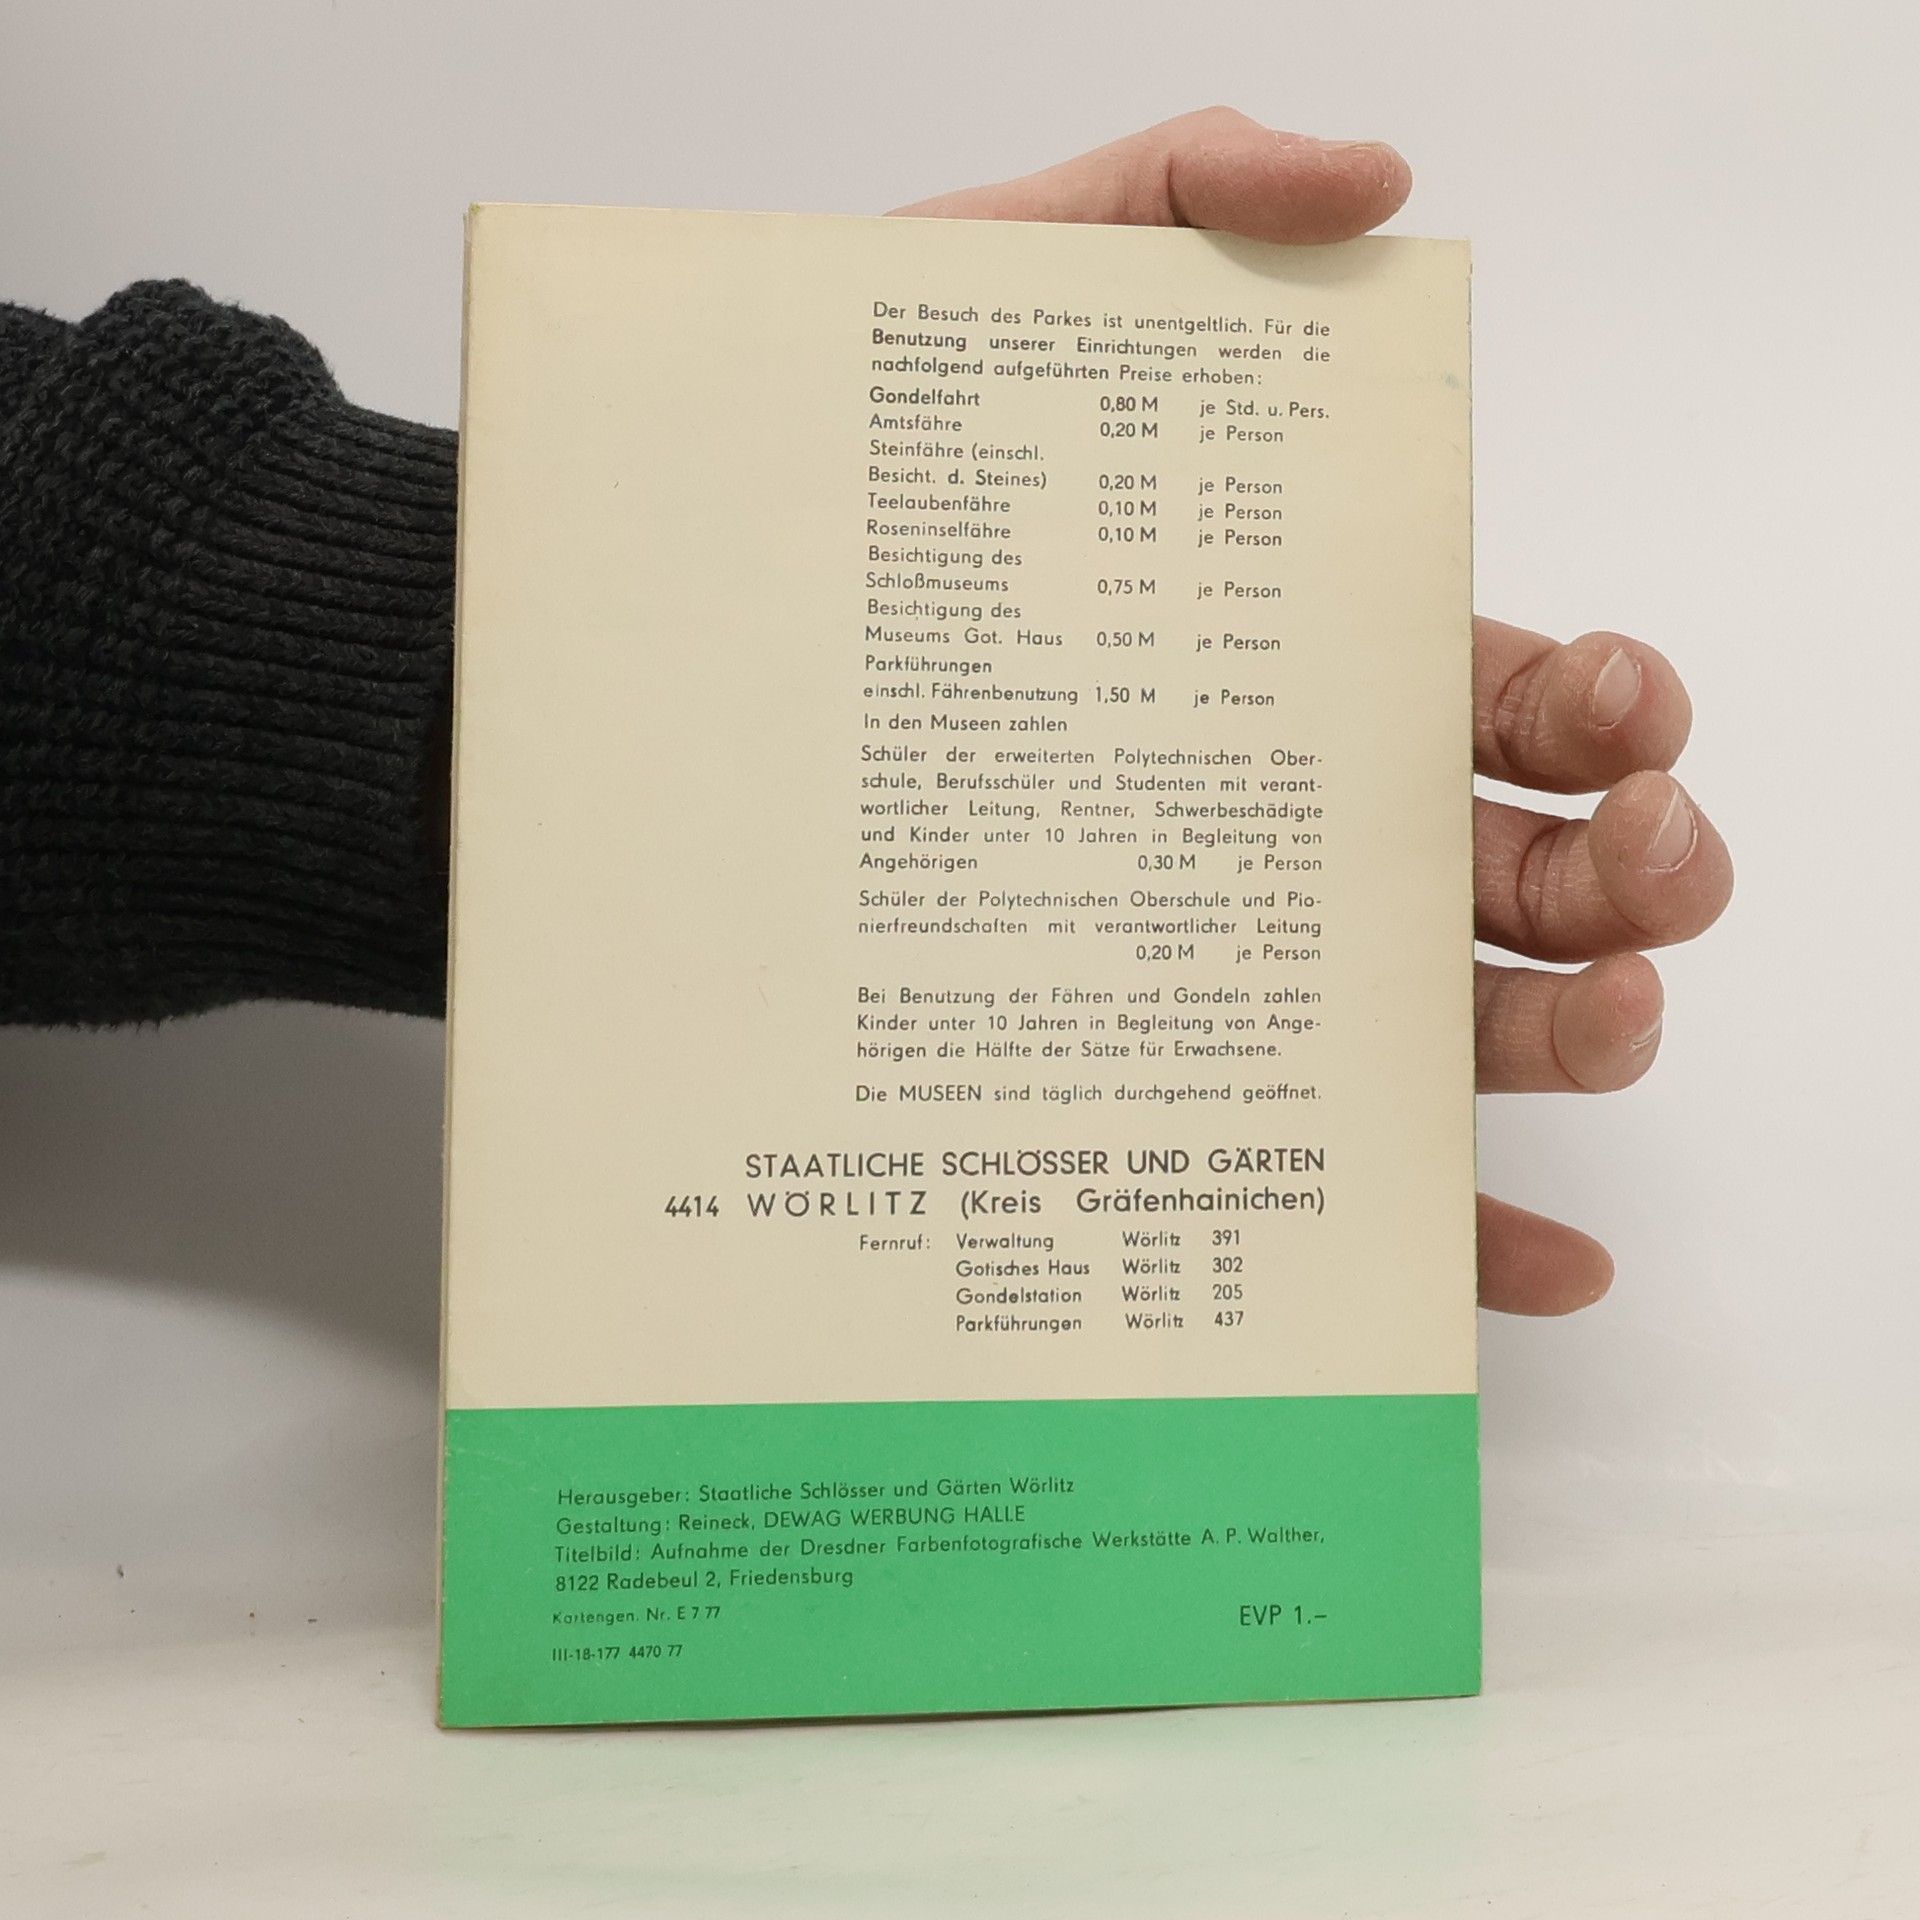 Der Besuch des Parkes ist unentgeltlich. Für die
Benutzung unserer Einrichtungen werden die
nachfolgend aufgeführten Preise erhoben:
Gondelfahrt 0,80 M je Std. u. Pers.
Amtsfähre 0,20 M je Person
Steinfähre (einschl.
Besicht. d. Steines) 0,20 M je Person
Teelaubenfähre 0,10 M je Person
Roseninselfähre 0,10 M je Person
Besichtigung des
Schloßmuseums 0,75 M je Person
Besichtigung des
Museums Got. Haus 0,50 M je Person
Parkführungen
einschl. Fährenbenutzung 1,50 M je Person
In den Museen zahlen
Schüler der erweiterten Polytechnischen Ober-
schule, Berufsschüler und Studenten mit verant-
wortlicher Leitung, Rentner, Schwerbeschädigte
und Kinder unter 10 Jahren in Begleitung von
Angehörigen 0,30 M je Person
Schüler der Polytechnischen Oberschule und Pio-
nierfreundschaften mit verantwortlicher Leitung
0,20 M je Person
Bei Benutzung der Fähren und Gondeln zahlen
Kinder unter 10 Jahren in Begleitung von Ange-
hörigen die Hälfte der Sätze für Erwachsene.
Die MUSEEN sind täglich durchgehend geöffnet.
STAATLICHE SCHLÖSSER UND GÄRTEN
4414 WÖRLITZ (Kreis Gräfenhainichen)
Fernruf: Verwaltung Wörlitz 391
Gotisches Haus Wörlitz 302
Gondelstation Wörlitz 205
Parkführungen Wörlitz 437
Herausgeber: Staatliche Schlösser und Gärten Wörlitz
Gestaltung: Reineck, DEWAG WERBUNG HALLE
Titelbild: Aufnahme der Dresdner Farbenfotografische Werkstätte A. P. Walther,
8122 Radebeul 2, Friedensburg
Kartengen. Nr. E 7 77
EVP 1.–
III-18-177 4470 77